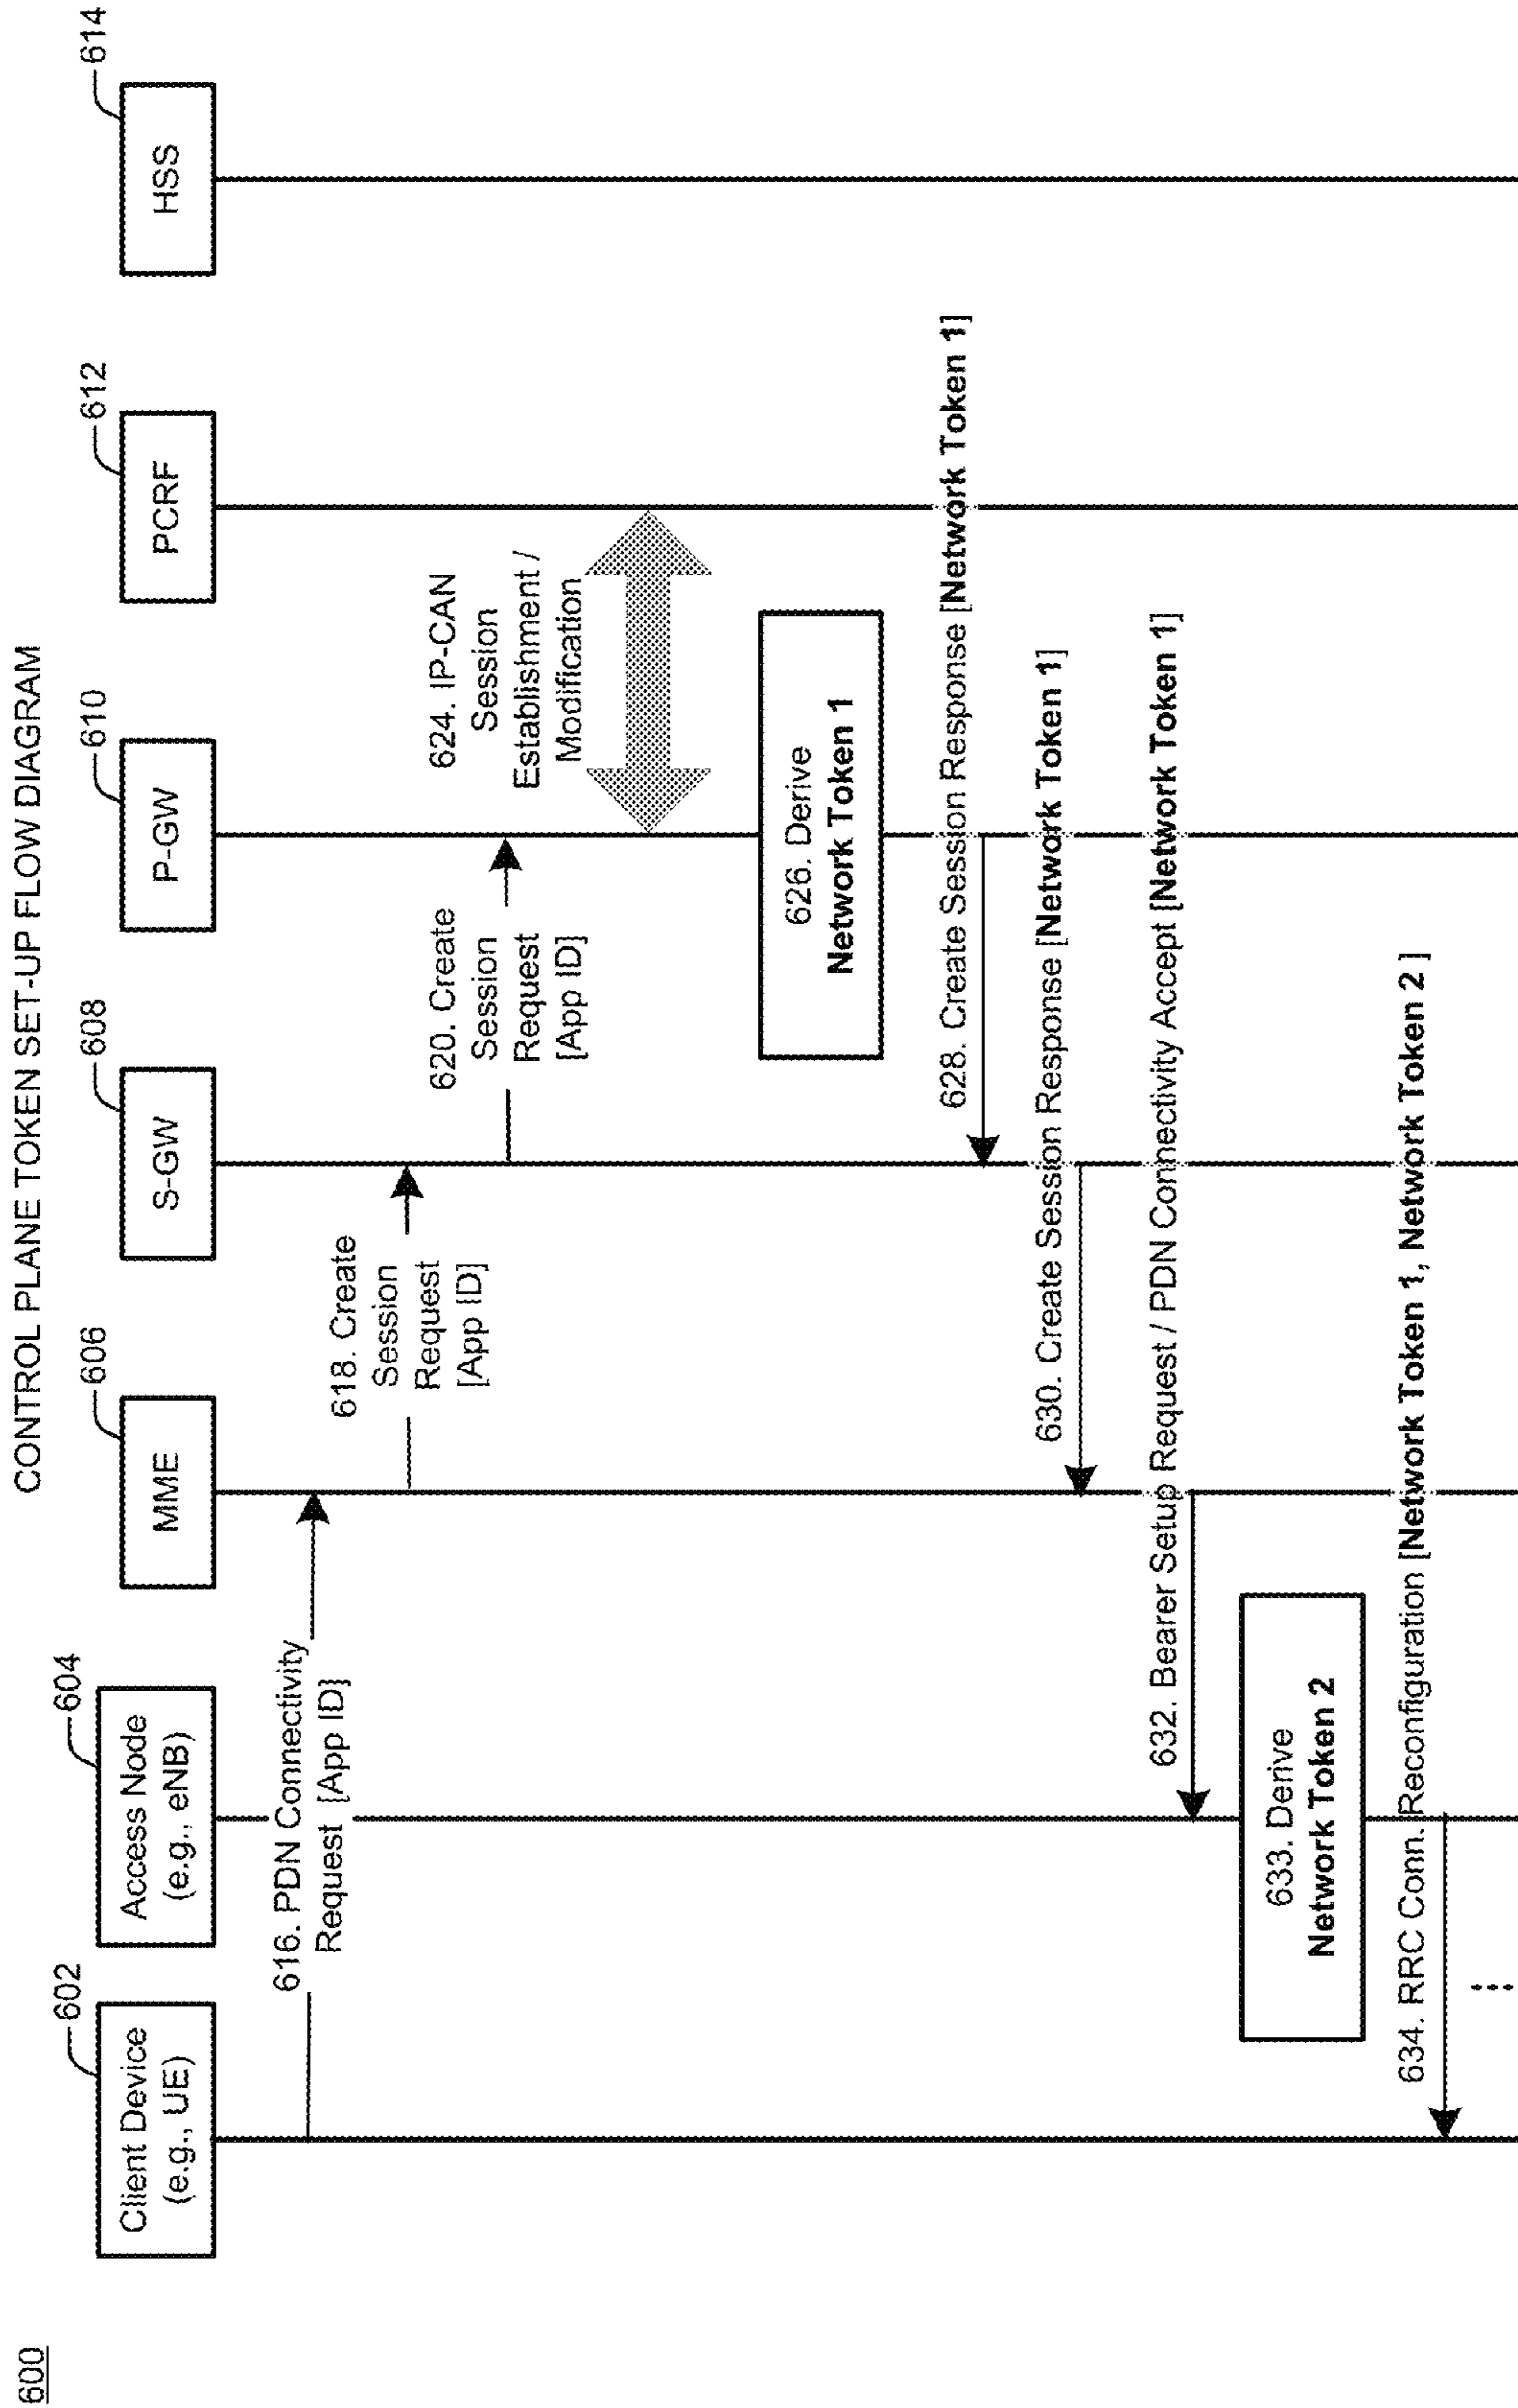 600
CONTROL PLANE TOKEN SET-UP FLOW DIAGRAM
602
604
606
608
610
612
614
Client Device
(e.g., UE)
Access Node
(e.g., eNB)
MME
S-GW
P-GW
PCRF
HSS
616. PDN Connectivity
Request [App ID]
618. Create
Session
Request
[App ID]
620. Create
Session
Request
[App ID]
624. IP-CAN
Session
Establishment /
Modification
626. Derive
Network Token 1
628. Create Session Response [Network Token 1]
630. Create Session Response [Network Token 1]
632. Bearer Setup Request / PDN Connectivity Accept [Network Token 1]
633. Derive
Network Token 2
634. RRC Conn. Reconfiguration [Network Token 1, Network Token 2 ]